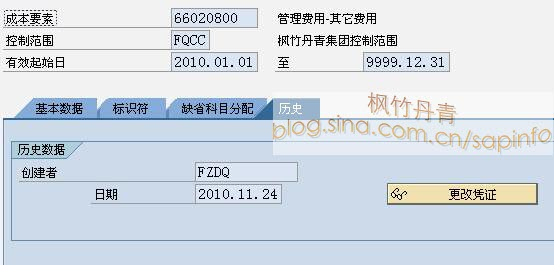 成本要素 66020800 管理费用-其它费用
控制范围 FQCC 枫竹丹青集团控制范围
有效起始日 2010.01.01 至 9999.12.31
基本数据 标识符 缺省科目分配 历史
枫竹丹青
blog.sina.com.cn/sapinfo
历史数据
创建者 FZDQ
日期 2010.11.24 更改凭证